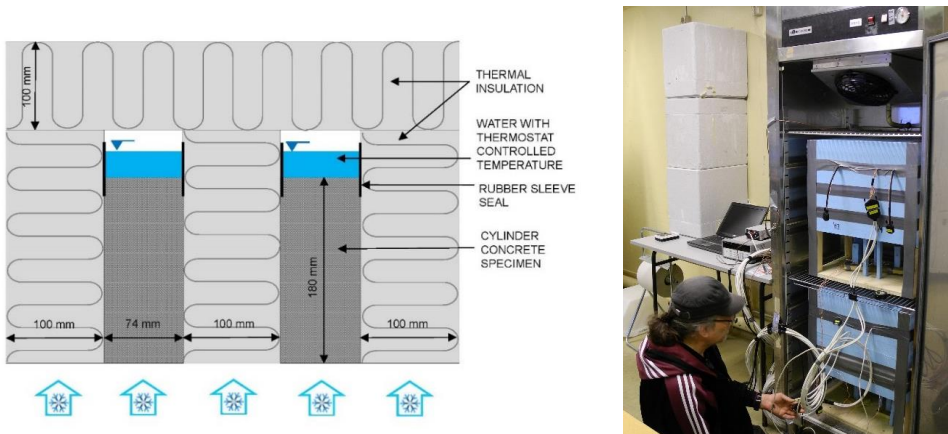 100 mm
THERMAL
INSULATION
WATER WITH
THERMOSTAT
CONTROLLED
TEMPERATURE
RUBBER SLEEVE
SEAL
CYLINDER
CONCRETE
SPECIMEN
180 mm
100 mm
74 mm
100 mm
100 mm